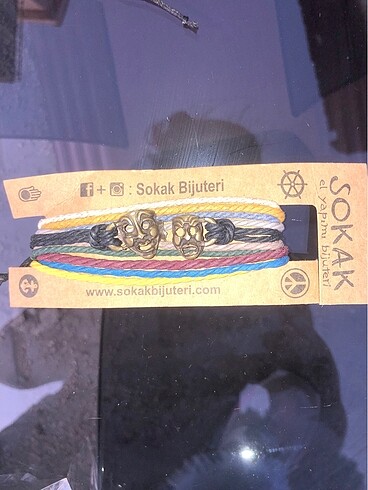 f + : Sokak Bijuteri
www.sokakbijuteri.com
SOKAK
el yapımı bijuteri